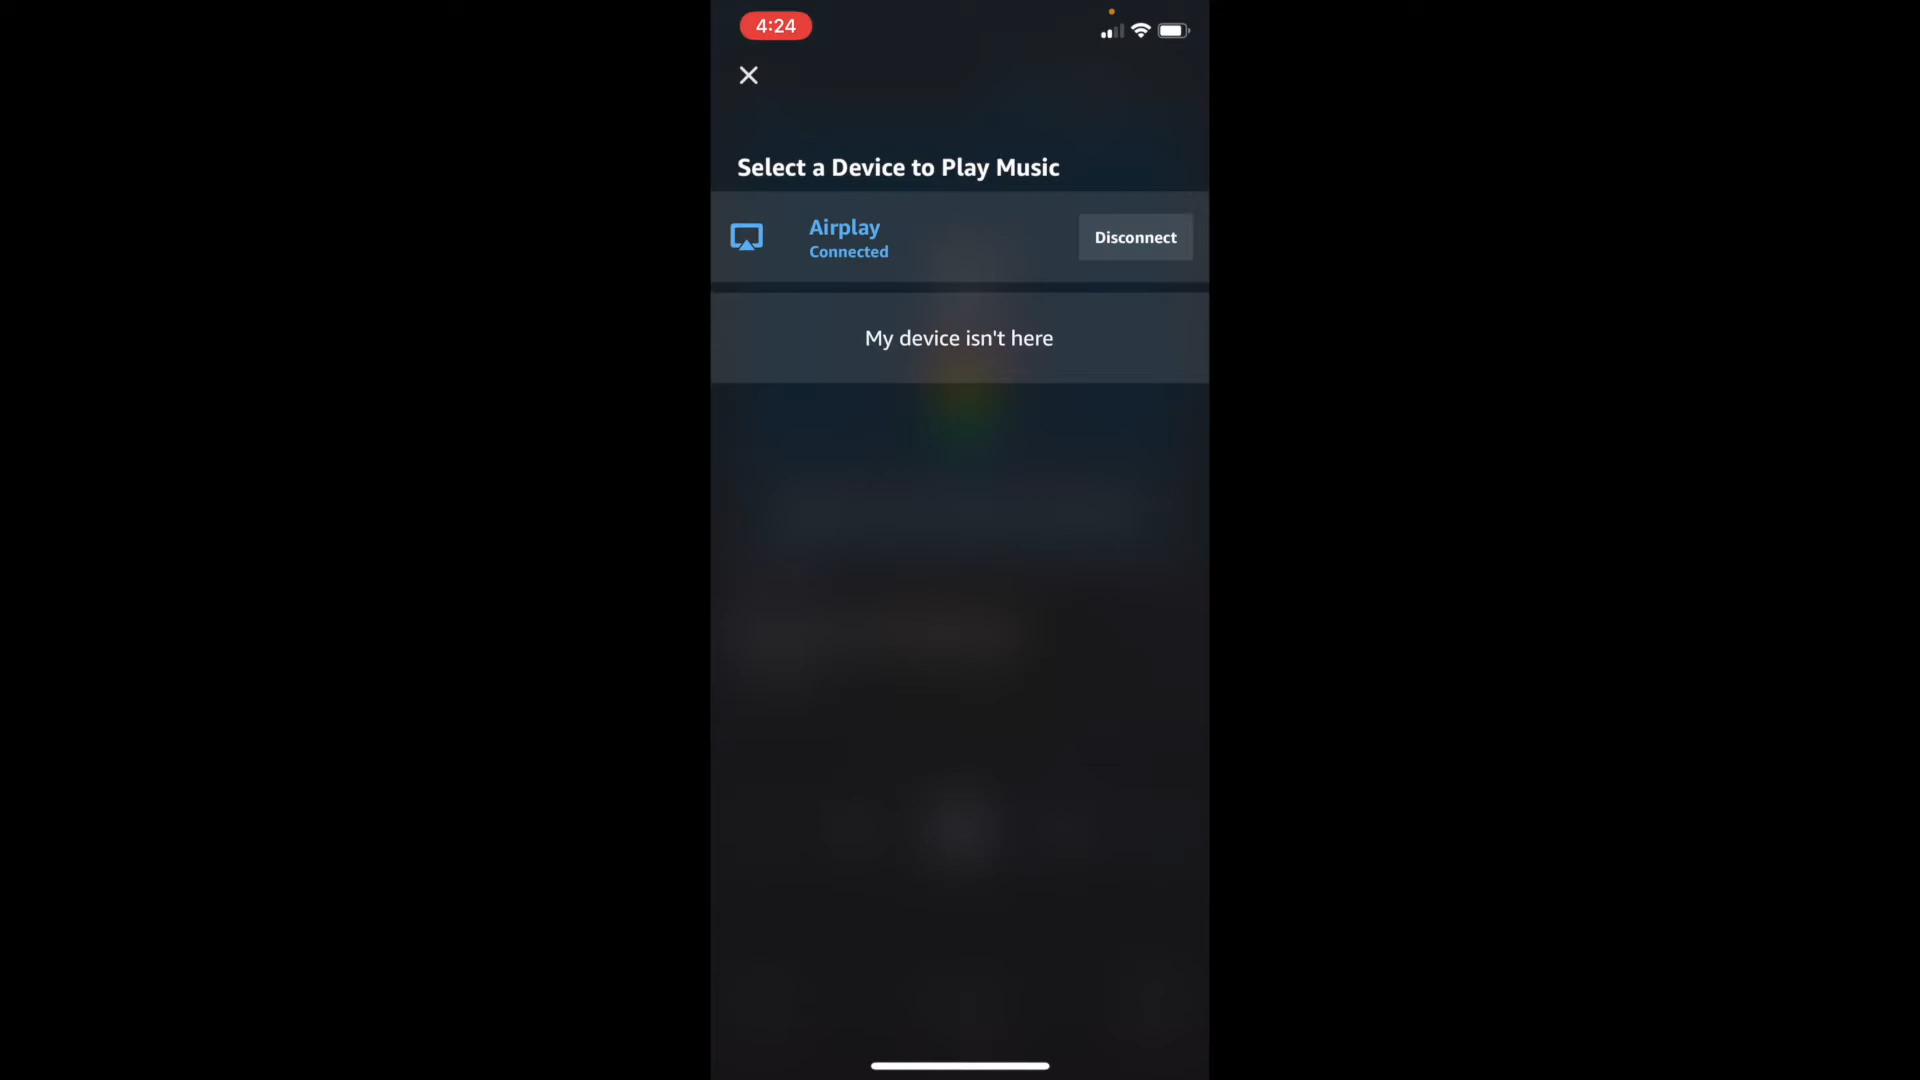 4:24
Select a Device to Play Music
Airplay
Connected
Disconnect
My device isn't here